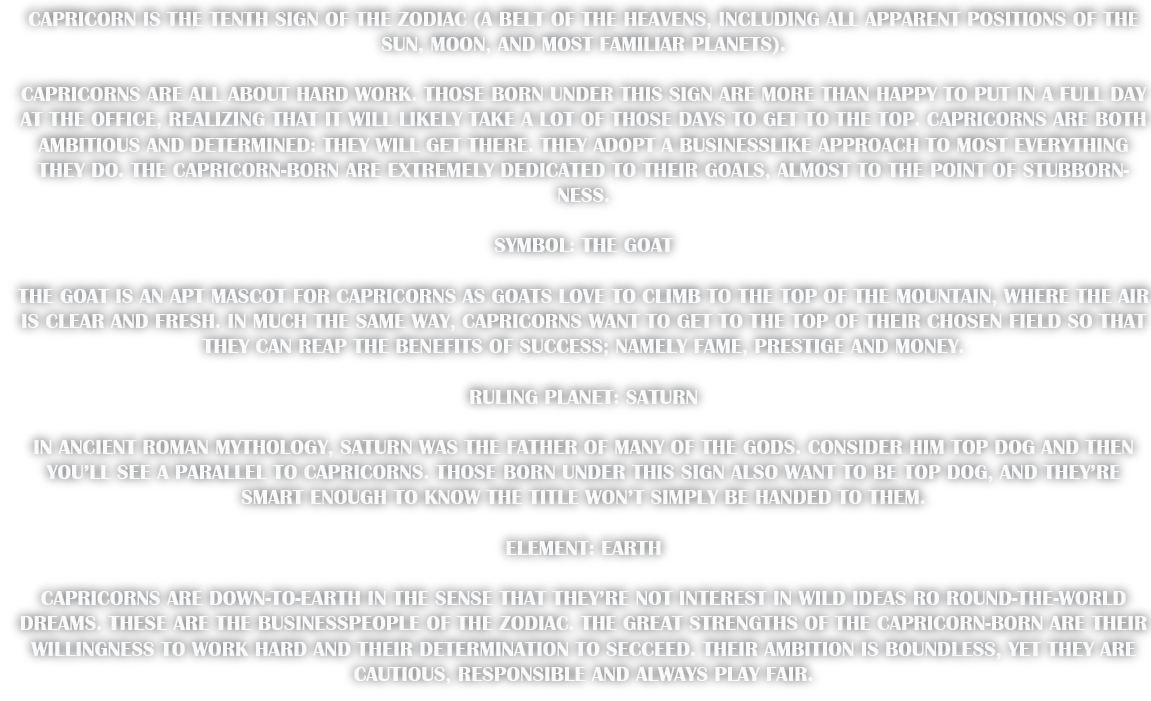 CAPRICORN IS THE TENTH SIGN OF THE ZODIAC (A BELT OF THE HEAVENS, INCLUDING ALL APPARENT POSITIONS OF THE
SUN, MOON, AND MOST FAMILIAR PLANETS).
CAPRICORNS ARE ALL ABOUT HARD WORK. THOSE BORN UNDER THIS SIGN ARE MORE THAN HAPPY TO PUT IN A FULL DAY
AT THE OFFICE, REALIZING THAT IT WILL LIKELY TAKE A LOT OF THOSE DAYS TO GET TO THE TOP. CAPRICORNS ARE BOTH
AMBITIOUS AND DETERMINED: THEY WILL GET THERE. THEY ADOPT A BUSINESSLIKE APPROACH TO MOST EVERYTHING
THEY DO. THE CAPRICORN-BORN ARE EXTREMELY DEDICATED TO THEIR GOALS, ALMOST TO THE POINT OF STUBBORN-
NESS.
SYMBOL: THE GOAT
THE GOAT IS AN APT MASCOT FOR CAPRICORNS AS GOATS LOVE TO CLIMB TO THE TOP OF THE MOUNTAIN, WHERE THE AIR
IS CLEAR AND FRESH. IN MUCH THE SAME WAY, CAPRICORNS WANT TO GET TO THE TOP OF THEIR CHOSEN FIELD SO THAT
THEY CAN REAP THE BENEFITS OF SUCCESS; NAMELY FAME, PRESTIGE AND MONEY.
RULING PLANET: SATURN
IN ANCIENT ROMAN MYTHOLOGY, SATURN WAS THE FATHER OF MANY OF THE GODS. CONSIDER HIM TOP DOG AND THEN
YOU'LL SEE A PARALLEL TO CAPRICORNS. THOSE BORN UNDER THIS SIGN ALSO WANT TO BE TOP DOG, AND THEY'RE
SMART ENOUGH TO KNOW THE TITLE WON'T SIMPLY BE HANDED TO THEM.
ELEMENT: EARTH
CAPRICORNS ARE DOWN-TO-EARTH IN THE SENSE THAT THEY'RE NOT INTEREST IN WILD IDEAS RO ROUND-THE-WORLD
DREAMS. THESE ARE THE BUSINESSPEOPLE OF THE ZODIAC. THE GREAT STRENGTHS OF THE CAPRICORN-BORN ARE THEIR
WILLINGNESS TO WORK HARD AND THEIR DETERMINATION TO SECCEED. THEIR AMBITION IS BOUNDLESS, YET THEY ARE
CAUTIOUS, RESPONSIBLE AND ALWAYS PLAY FAIR.